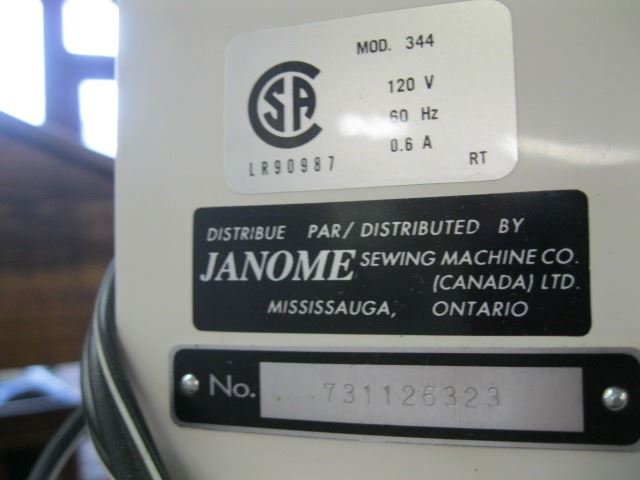 MOD. 344
CSA
120 V
60 Hz
0.6 A
LR90987
RT
DISTRIBUE PAR/ DISTRIBUTED BY
JANOME SEWING MACHINE CO.
(CANADA) LTD.
MISSISSAUGA, ONTARIO
No. 731126323